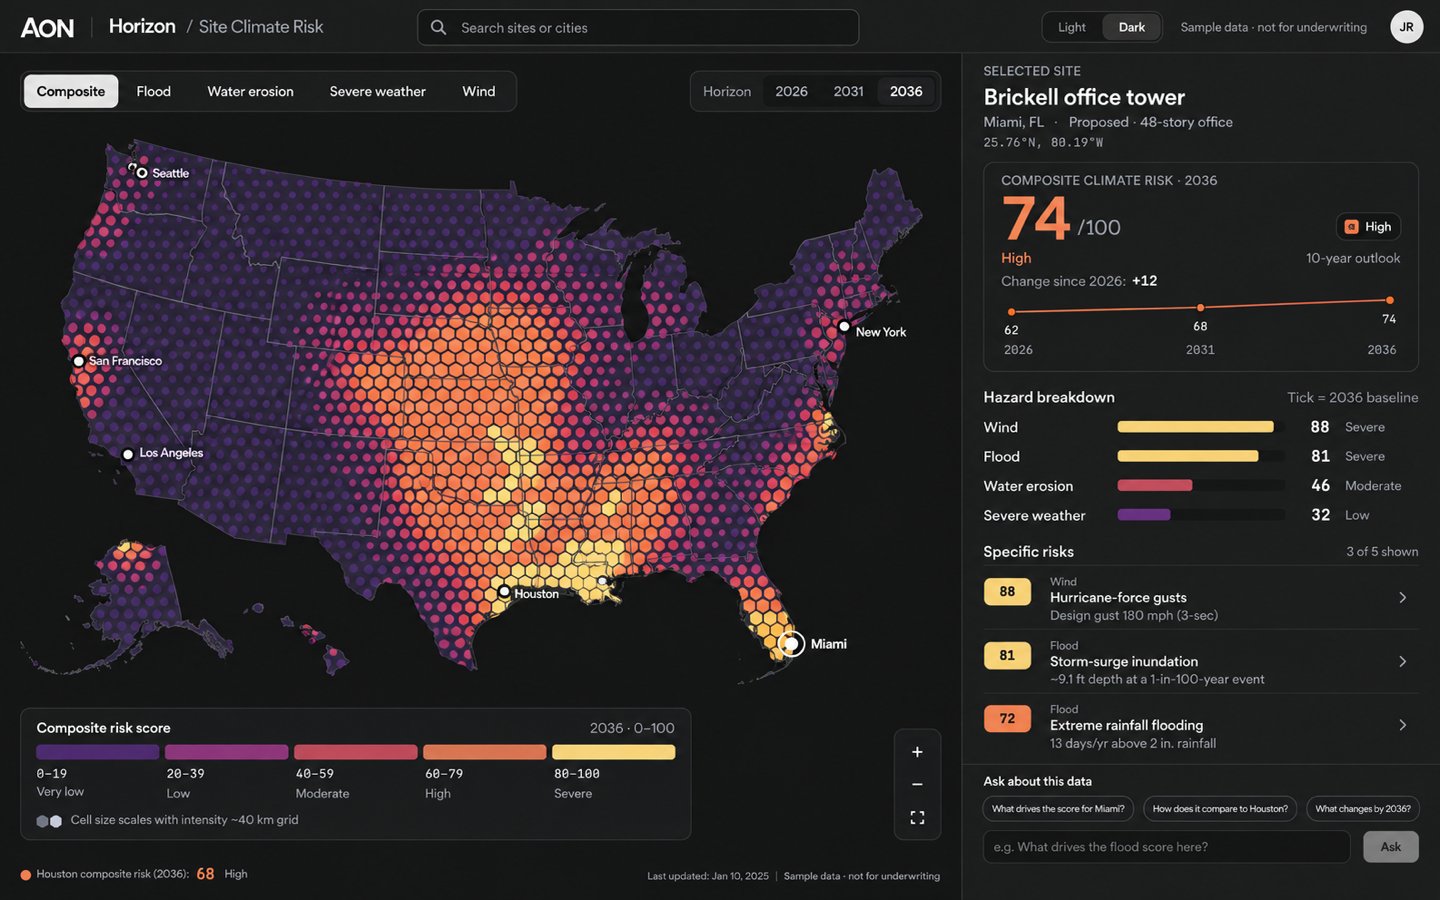 AON
Horizon / Site Climate Risk
Search sites or cities
Light
Dark
Sample data · not for underwriting
JR
Composite
Flood
Water erosion
Severe weather
Wind
Horizon
2026
2031
2036
Seattle
New York
San Francisco
Los Angeles
Houston
Miami
Composite risk score
2036 · 0–100
0–19
20–39
40–59
60–79
80–100
Very low
Low
Moderate
High
Severe
Cell size scales with intensity ~40 km grid
+
−
Houston composite risk (2036): 68 High
Last updated: Jan 10, 2025 | Sample data · not for underwriting
SELECTED SITE
Brickell office tower
Miami, FL · Proposed · 48-story office
25.76°N, 80.19°W
COMPOSITE CLIMATE RISK · 2036
74 /100
High
High
10-year outlook
Change since 2026: +12
62
68
74
2026
2031
2036
Hazard breakdown
Tick = 2036 baseline
Wind 88 Severe
Flood 81 Severe
Water erosion 46 Moderate
Severe weather 32 Low
Specific risks
3 of 5 shown
88
Wind
Hurricane-force gusts
Design gust 180 mph (3-sec)
81
Flood
Storm-surge inundation
~9.1 ft depth at a 1-in-100-year event
72
Flood
Extreme rainfall flooding
13 days/yr above 2 in. rainfall
Ask about this data
What drives the score for Miami?
How does it compare to Houston?
What changes by 2036?
e.g. What drives the flood score here?
Ask